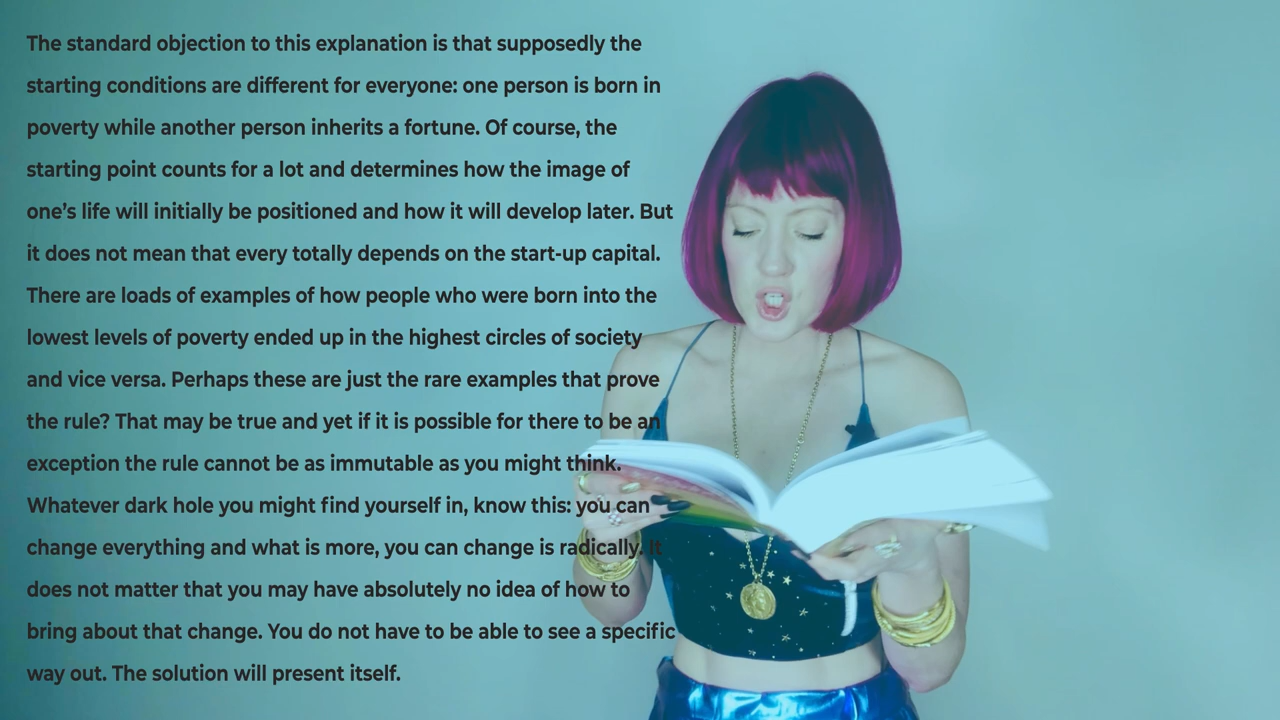 The standard objection to this explanation is that supposedly the
starting conditions are different for everyone: one person is born in
poverty while another person inherits a fortune. Of course, the
starting point counts for a lot and determines how the image of
one’s life will initially be positioned and how it will develop later. But
it does not mean that every totally depends on the start-up capital.
There are loads of examples of how people who were born into the
lowest levels of poverty ended up in the highest circles of society
and vice versa. Perhaps these are just the rare examples that prove
the rule? That may be true and yet if it is possible for there to be an
exception the rule cannot be as immutable as you might think.
Whatever dark hole you might find yourself in, know this: you can
change everything and what is more, you can change is radically. It
does not matter that you may have absolutely no idea of how to
bring about that change. You do not have to be able to see a specific
way out. The solution will present itself.